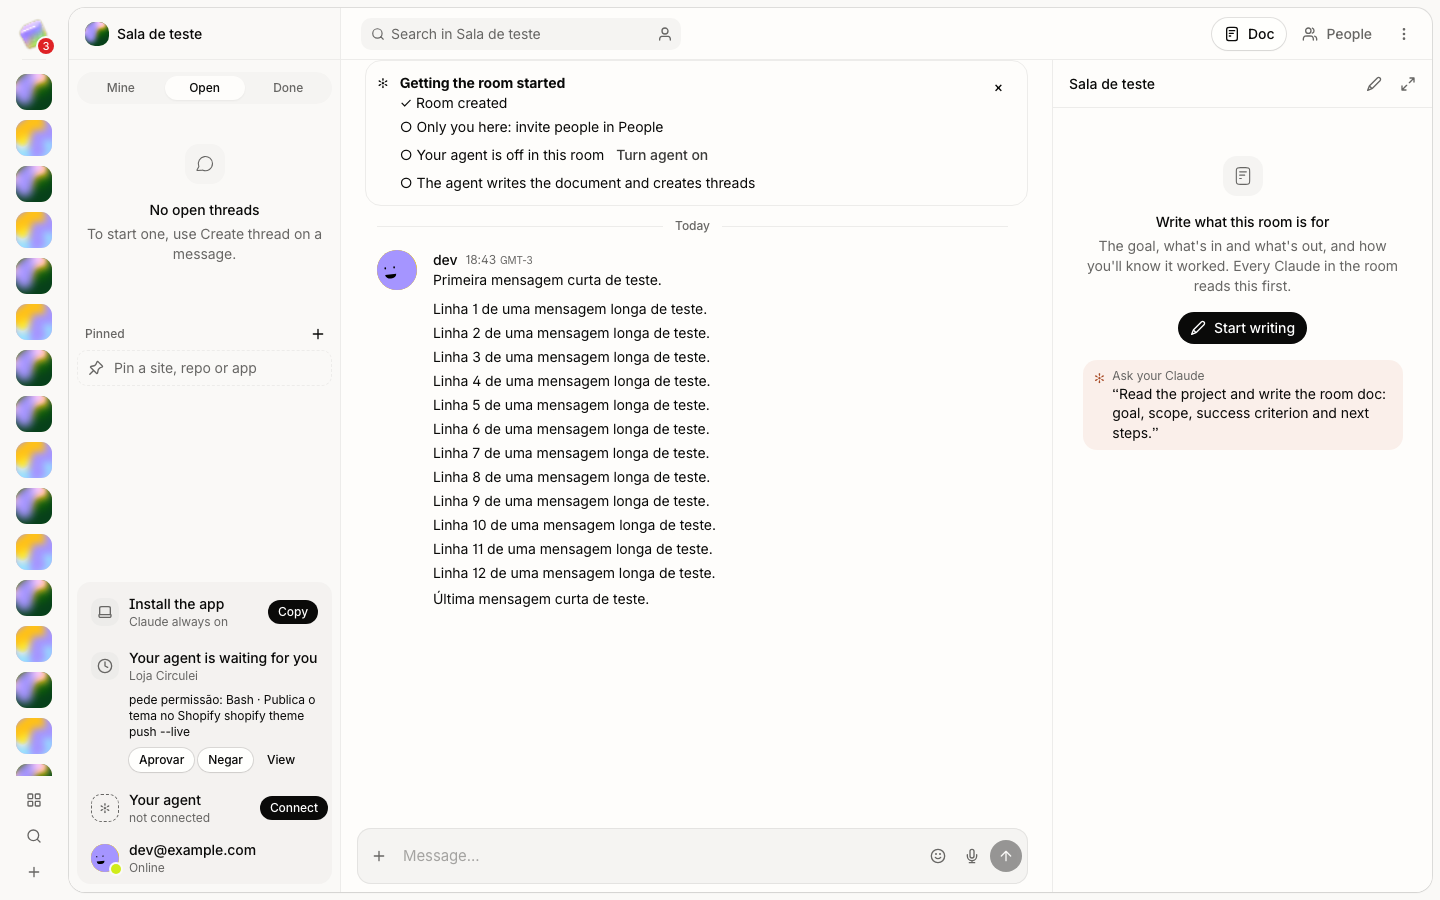 3
Sala de teste
Search in Sala de teste
Doc
People
Mine
Open
Done
No open threads
To start one, use Create thread on a
message.
Pinned
Pin a site, repo or app
Install the app
Claude always on
Copy
Your agent is waiting for you
Loja Circulei
pede permissão: Bash · Publica o
tema no Shopify shopify theme
push --live
Aprovar
Negar
View
Your agent
not connected
Connect
dev@example.com
Online
Getting the room started
✓ Room created
Only you here: invite people in People
Your agent is off in this room Turn agent on
The agent writes the document and creates threads
Today
dev 18:43 GMT-3
Primeira mensagem curta de teste.
Linha 1 de uma mensagem longa de teste.
Linha 2 de uma mensagem longa de teste.
Linha 3 de uma mensagem longa de teste.
Linha 4 de uma mensagem longa de teste.
Linha 5 de uma mensagem longa de teste.
Linha 6 de uma mensagem longa de teste.
Linha 7 de uma mensagem longa de teste.
Linha 8 de uma mensagem longa de teste.
Linha 9 de uma mensagem longa de teste.
Linha 10 de uma mensagem longa de teste.
Linha 11 de uma mensagem longa de teste.
Linha 12 de uma mensagem longa de teste.
Última mensagem curta de teste.
Message...
Sala de teste
Write what this room is for
The goal, what's in and what's out, and how
you'll know it worked. Every Claude in the room
reads this first.
Start writing
Ask your Claude
“Read the project and write the room doc:
goal, scope, success criterion and next
steps.”